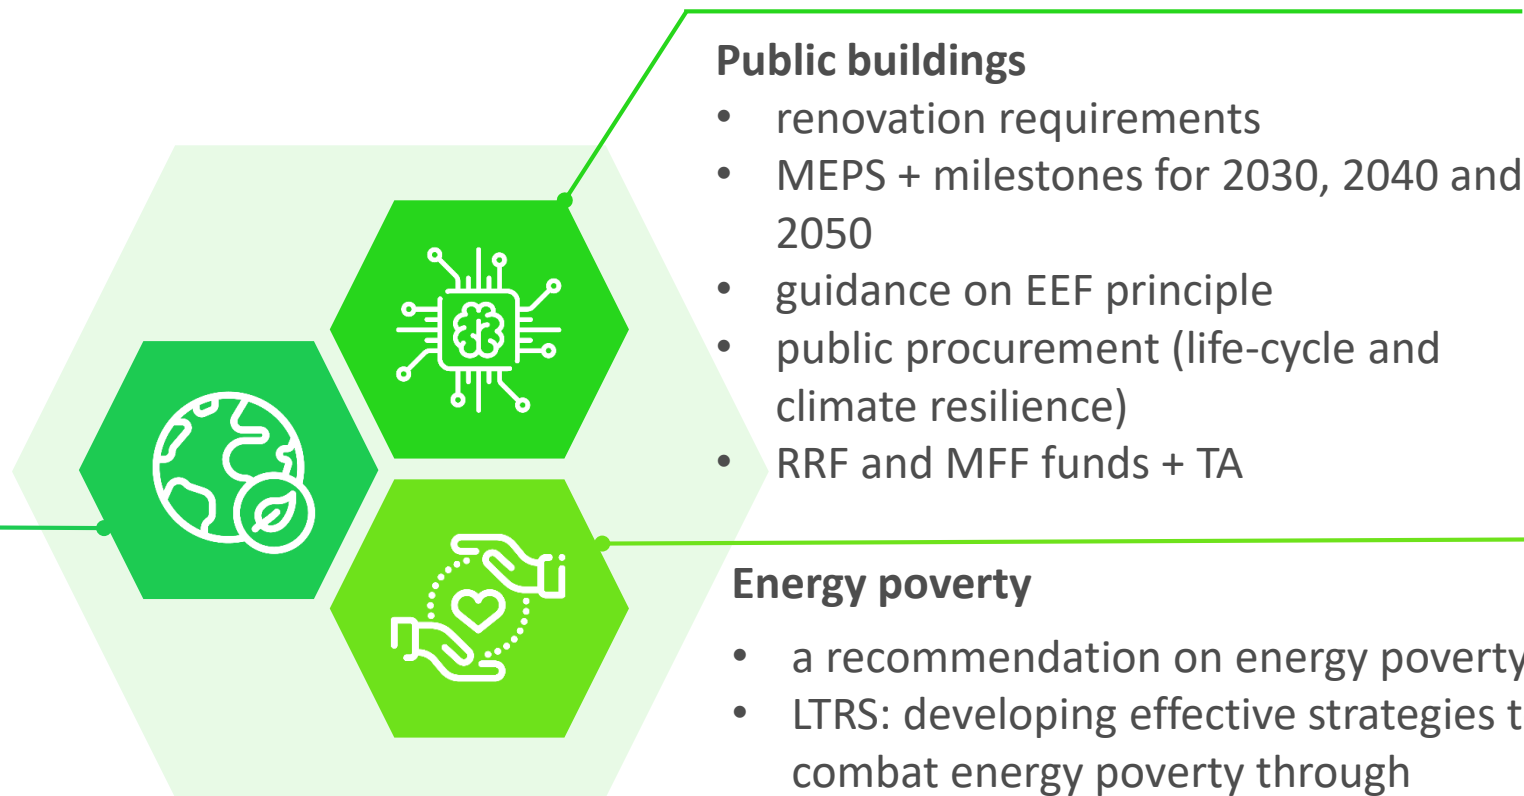 Public buildings
• renovation requirements
• MEPS + milestones for 2030, 2040 and
2050
• guidance on EEF principle
• public procurement (life-cycle and
climate resilience)
• RRF and MFF funds + TA
Energy poverty
• a recommendation on energy poverty
• LTRS: developing effective strategies t
combat energy poverty through